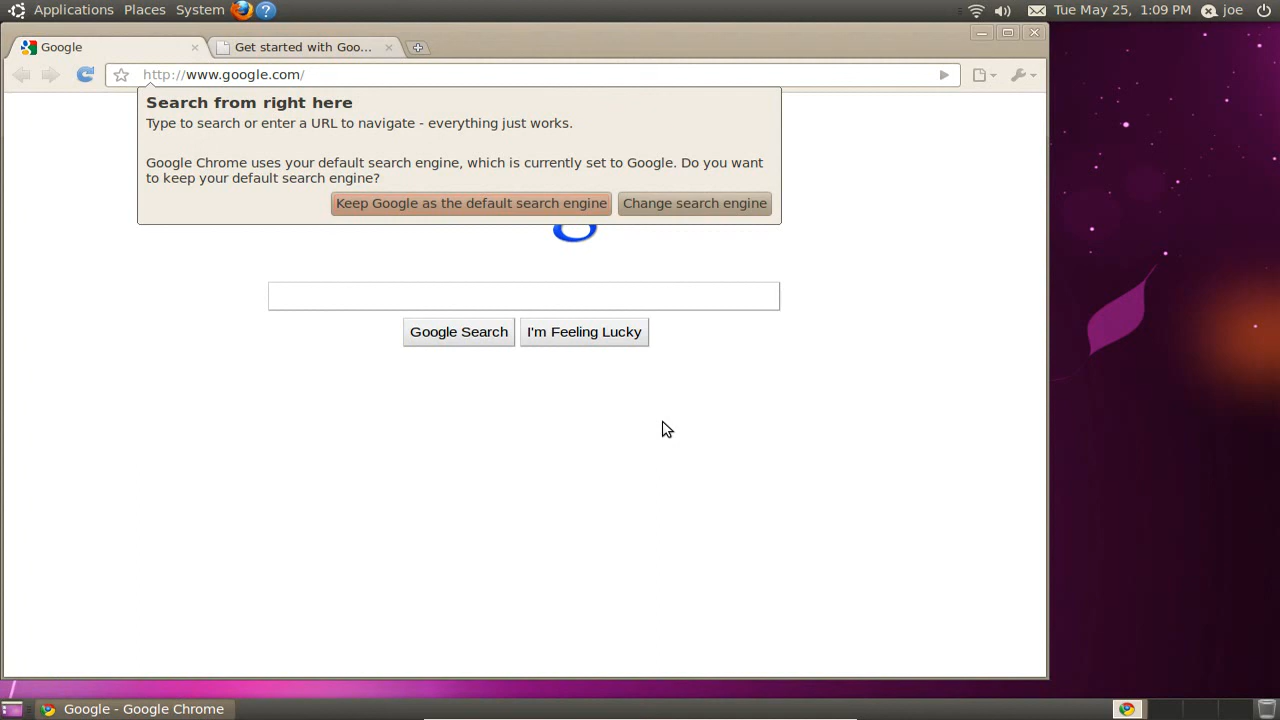 Applications Places System Tue May 25, 1:09 PM joe
Google Get started with Goo...
http://www.google.com/
Search from right here
Type to search or enter a URL to navigate - everything just works.
Google Chrome uses your default search engine, which is currently set to Google. Do you want
to keep your default search engine?
Keep Google as the default search engine Change search engine
Google Search I'm Feeling Lucky
Google - Google Chrome